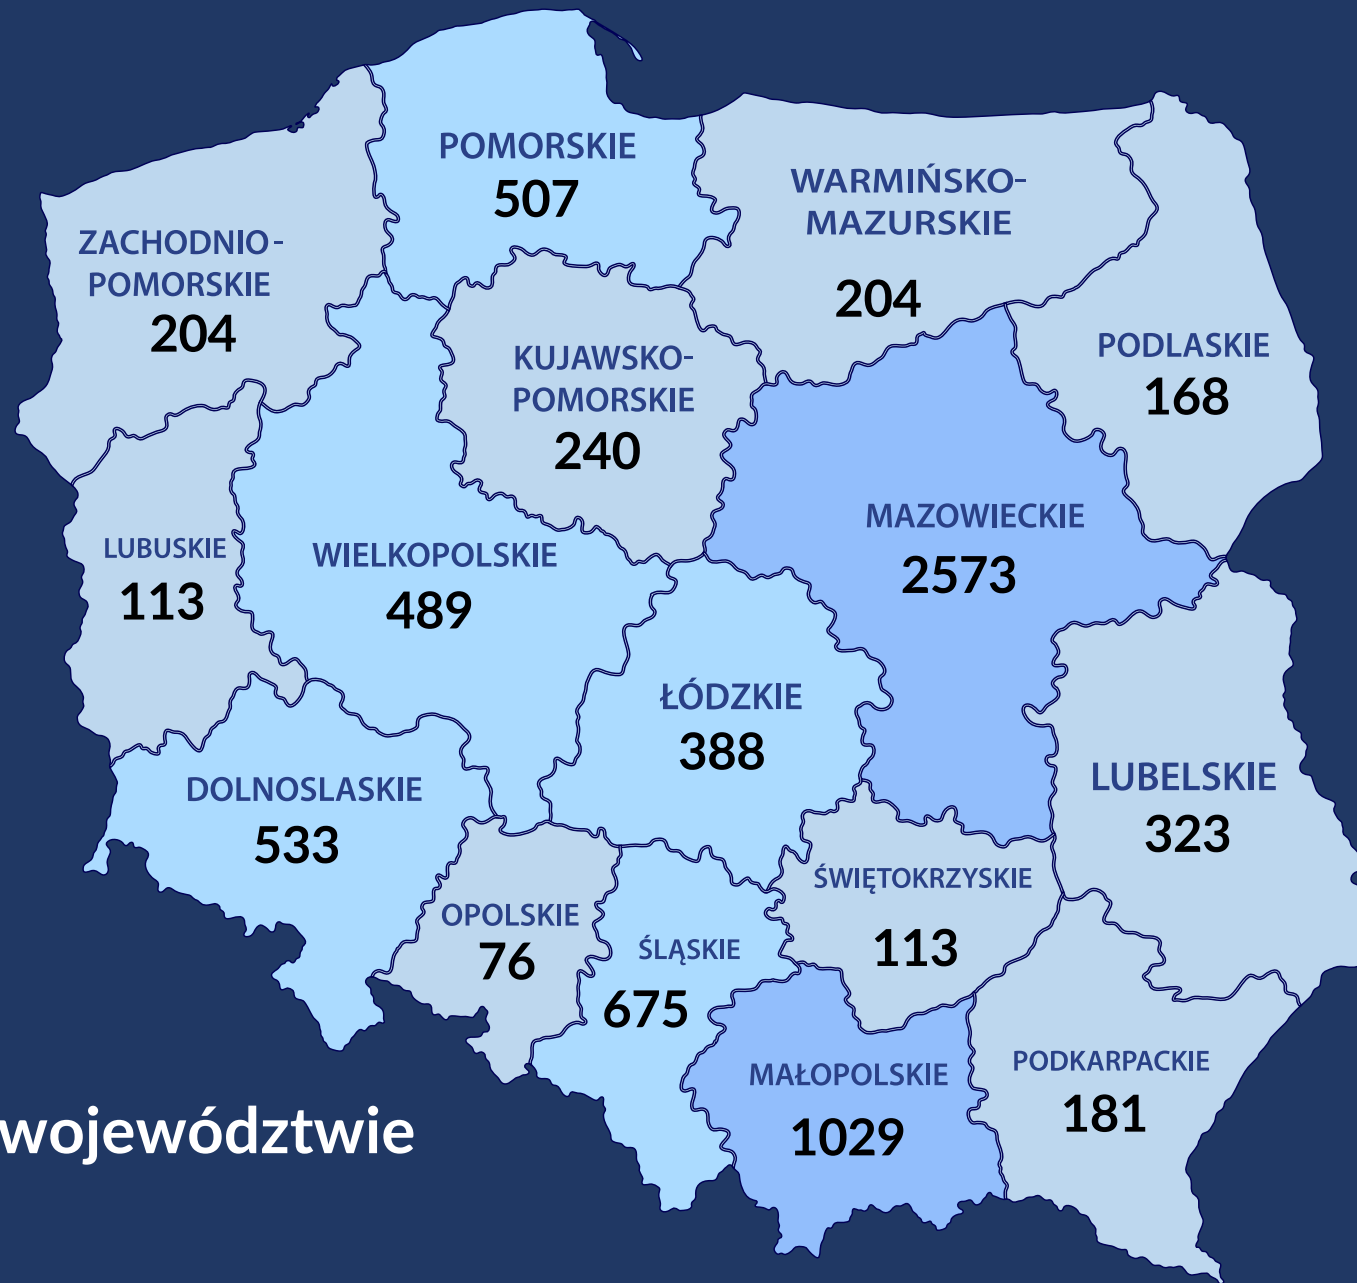 POMORSKIE
507
WARMIŃSKO-
MAZURSKIE
204
ZACHODNIO-
POMORSKIE
204
KUJAWSKO-
POMORSKIE
240
PODLASKIE
168
MAZOWIECKIE
2573
LUBUSKIE
113
WIELKOPOLSKIE
489
ŁÓDZKIE
388
LUBELSKIE
323
DOLNOSLASKIE
533
ŚWIĘTOKRZYSKIE
113
OPOLSKIE
76
ŚLĄSKIE
675
MAŁOPOLSKIE
1029
PODKARPACKIE
181
województwie